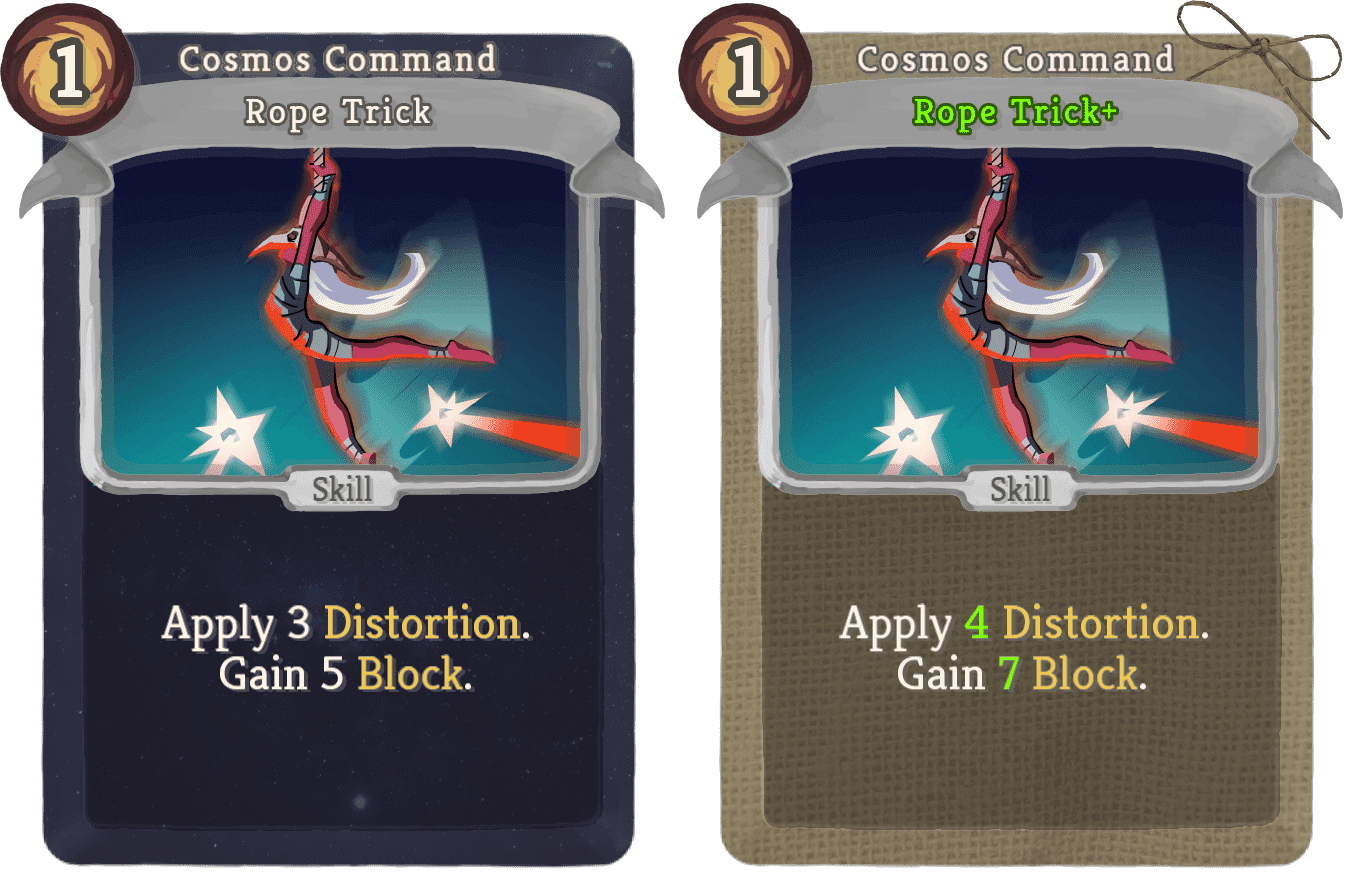 1
Cosmos Command
Rope Trick
Skill
Apply 3 Distortion.
Gain 5 Block.
1
Cosmos Command
Rope Trick+
Skill
Apply 4 Distortion.
Gain 7 Block.